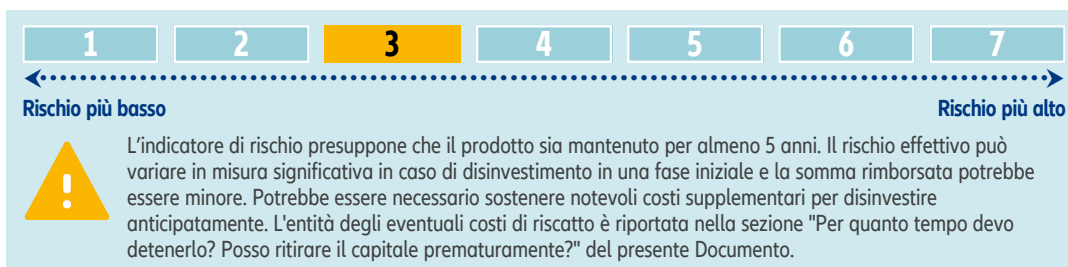 1 2 3 4 5 6 7
Rischio più basso Rischio più alto
L'indicatore di rischio presuppone che il prodotto sia mantenuto per almeno 5 anni. Il rischio effettivo può
variare in misura significativa in caso di disinvestimento in una fase iniziale e la somma rimborsata potrebbe
essere minore. Potrebbe essere necessario sostenere notevoli costi supplementari per disinvestire
anticipatamente. L'entità degli eventuali costi di riscatto è riportata nella sezione "Per quanto tempo devo
detenerlo? Posso ritirare il capitale prematuramente?" del presente Documento.